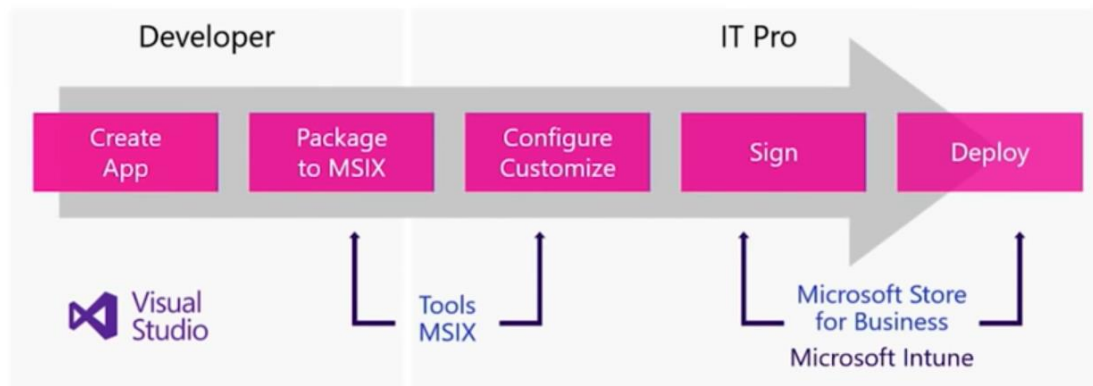 Developer
IT Pro
Create
App
Package
to MSIX
Configure
Customize
Sign
Deploy
Visual
Studio
Tools
MSIX
Microsoft Store
for Business
Microsoft Intune